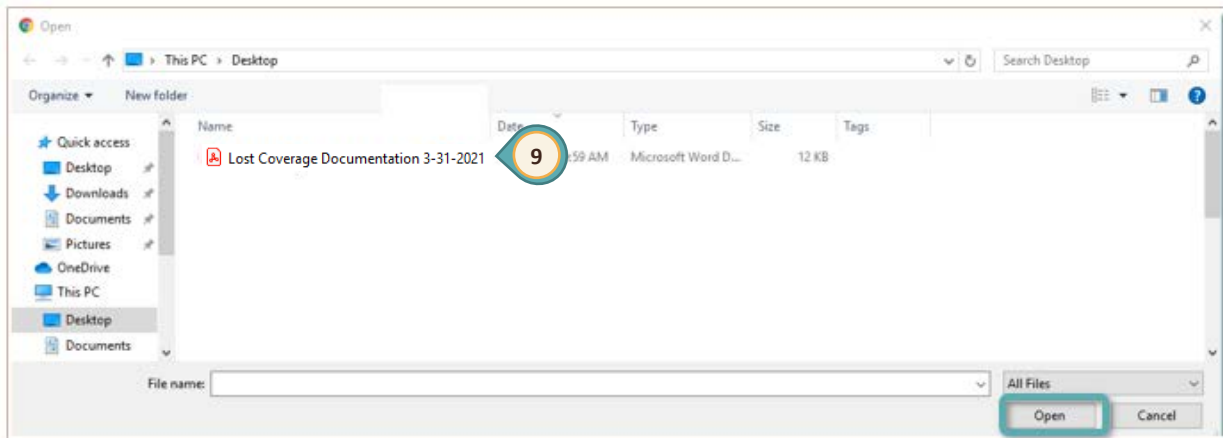 Open
This PC › Desktop
Search Desktop
Organize
New folder
Name
Date
Type
Size
Tags
Quick access
Desktop
Downloads
Documents
Pictures
OneDrive
This PC
Desktop
Documents
Lost Coverage Documentation 3-31-2021
9
:59 AM
Microsoft Word D...
12 KB
File name:
All Files
Open
Cancel